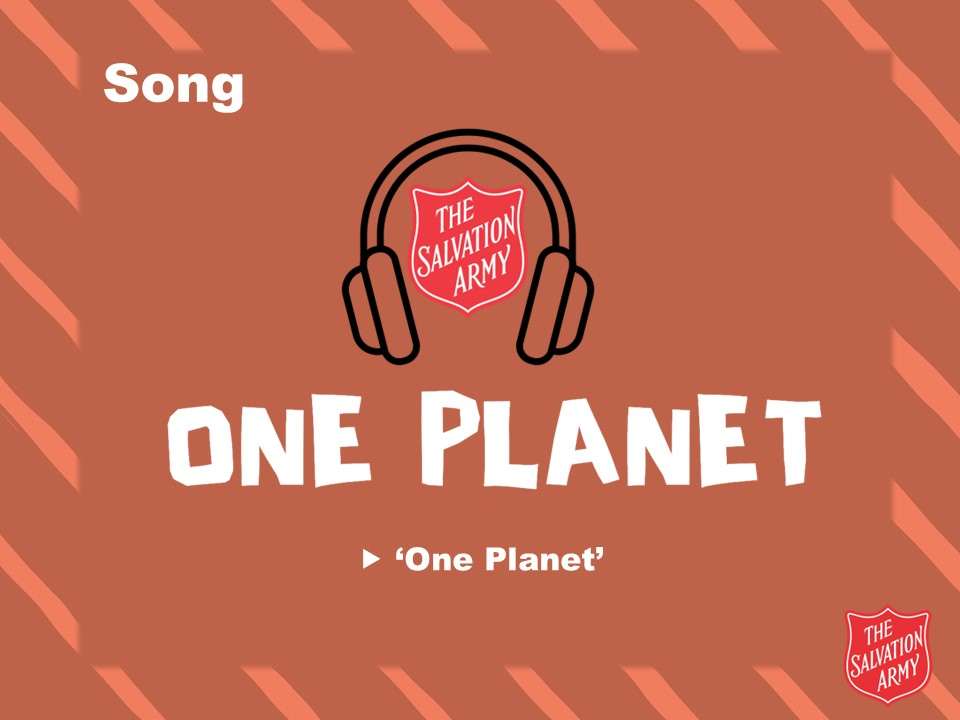 Song
THE
SALVATION
ARMY
ONE PLANET
‘One Planet’
THE
SALVATION
ARMY